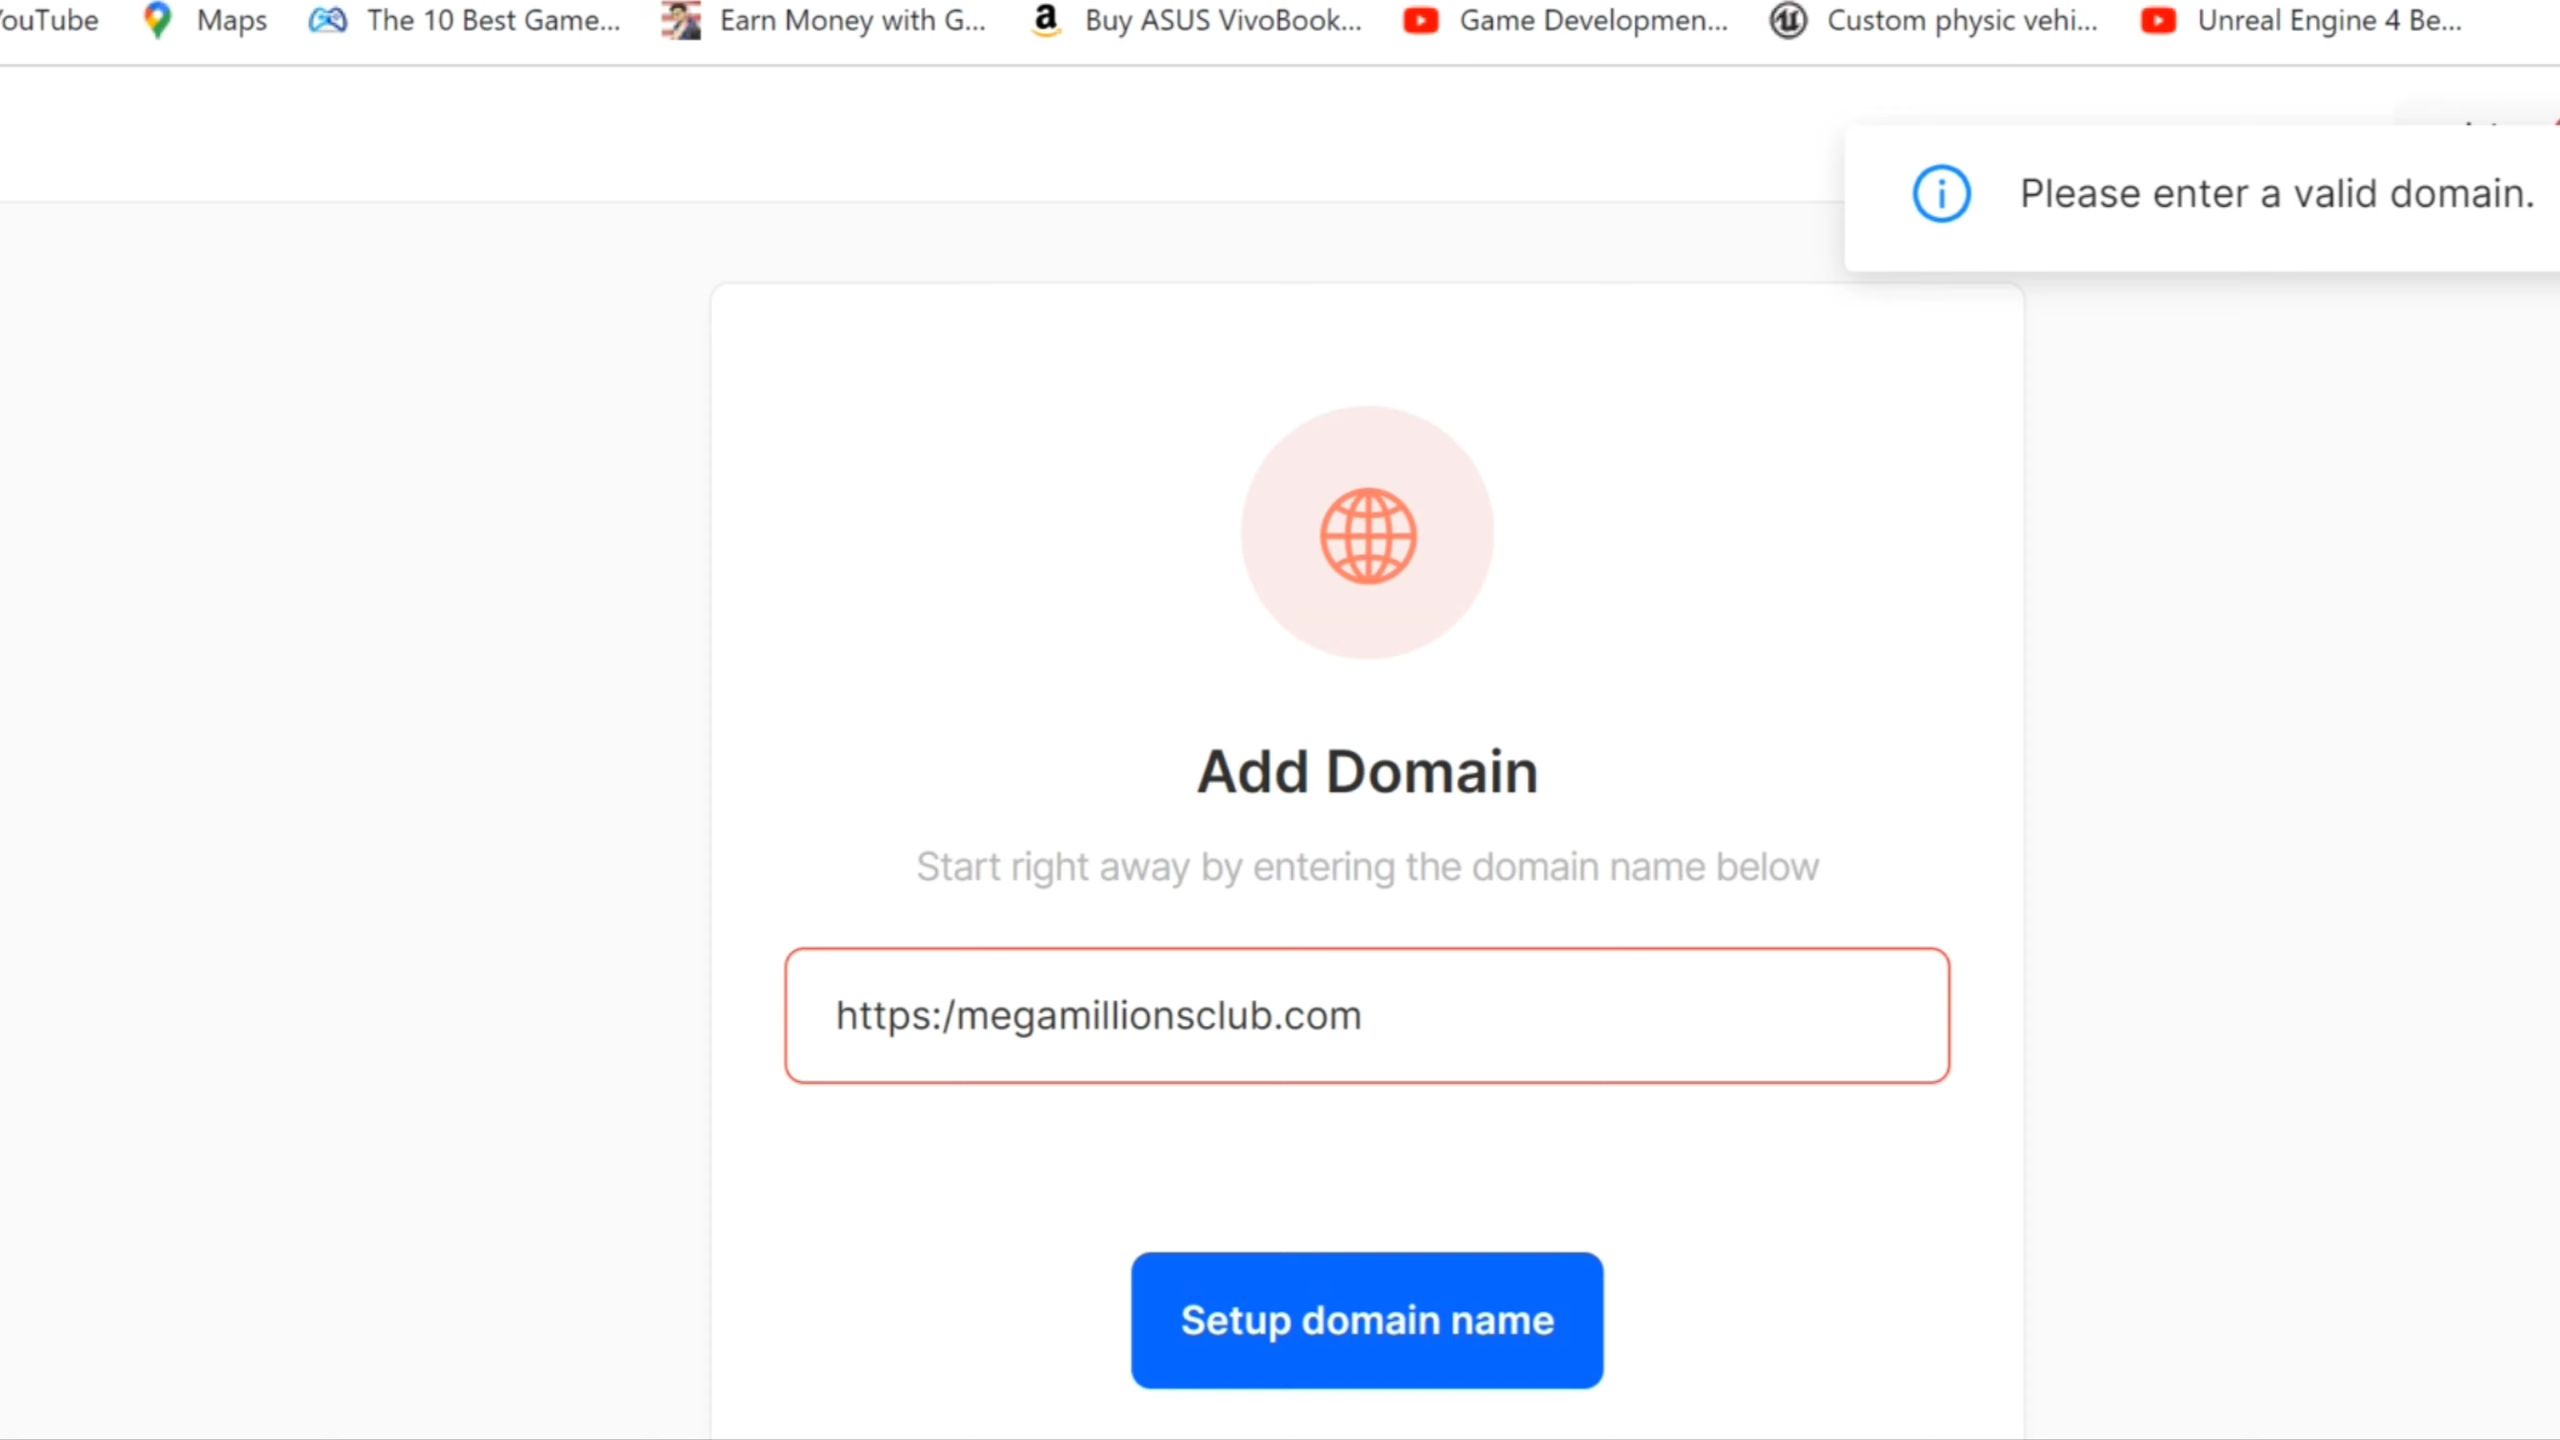 ouTube Maps The 10 Best Game... Earn Money with G... Buy ASUS VivoBook... Game Developmen... Custom physic vehi... Unreal Engine 4 Be...
Please enter a valid domain.
Add Domain
Start right away by entering the domain name below
https:/megamillionsclub.com
Setup domain name